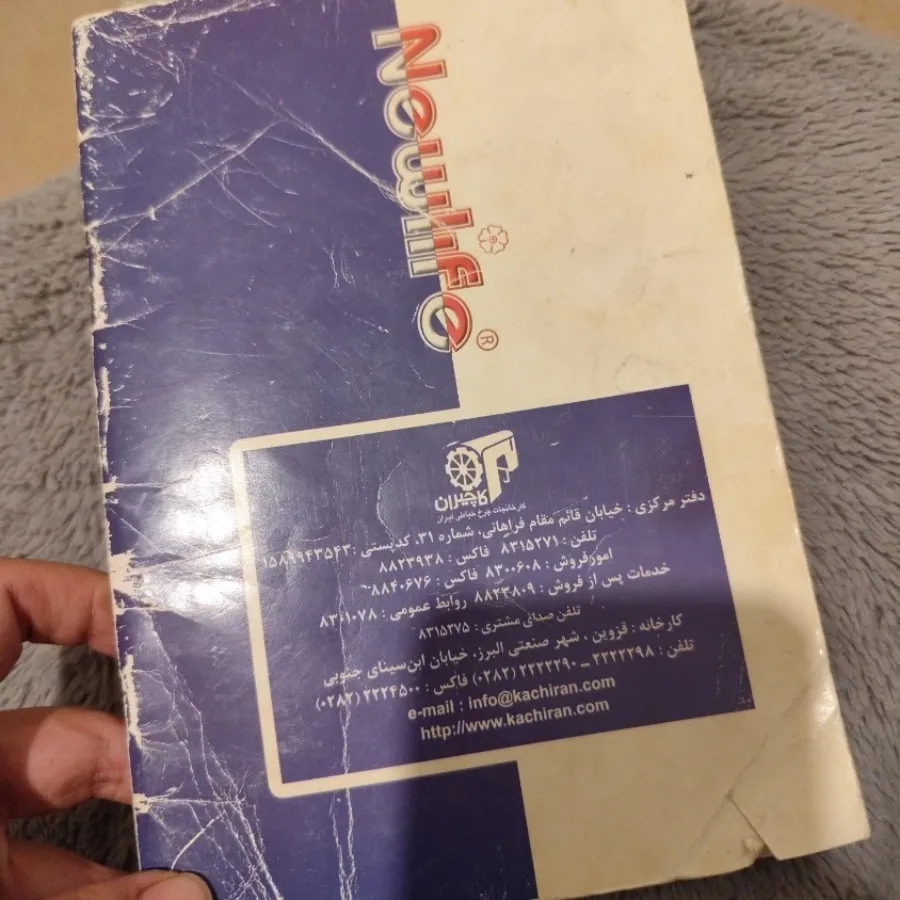 Newlife ®
کاچیران
کارخانجات چرخ خیاطی ایران
دفتر مرکزی : خیابان قائم مقام فراهانی، شماره ۲۱، کدپستی : ۱۵۸۹۹۴۳۵۴۳
تلفن : ۸۳۱۵۲۷۱ فاکس : ۸۸۲۳۹۳۸
امورفروش : ۸۳۰۰۶۰۸ فاکس : ۸۸۴۰۶۷۶
خدمات پس از فروش : ۸۸۲۳۸۰۹ روابط عمومی : ۸۳۰۱۰۷۸
تلفن صدای مشتری : ۸۳۱۵۲۷۵
کارخانه : قزوین ، شهر صنعتی البرز، خیابان ابن‌سینای جنوبی
تلفن : ۲۲۲۲۲۹۸ – ۲۲۲۲۲۹۰ (۰۲۸۲) فاکس : ۲۲۲۴۵۰۰ (۰۲۸۲)
e-mail : info@kachiran.com
http://www.kachiran.com